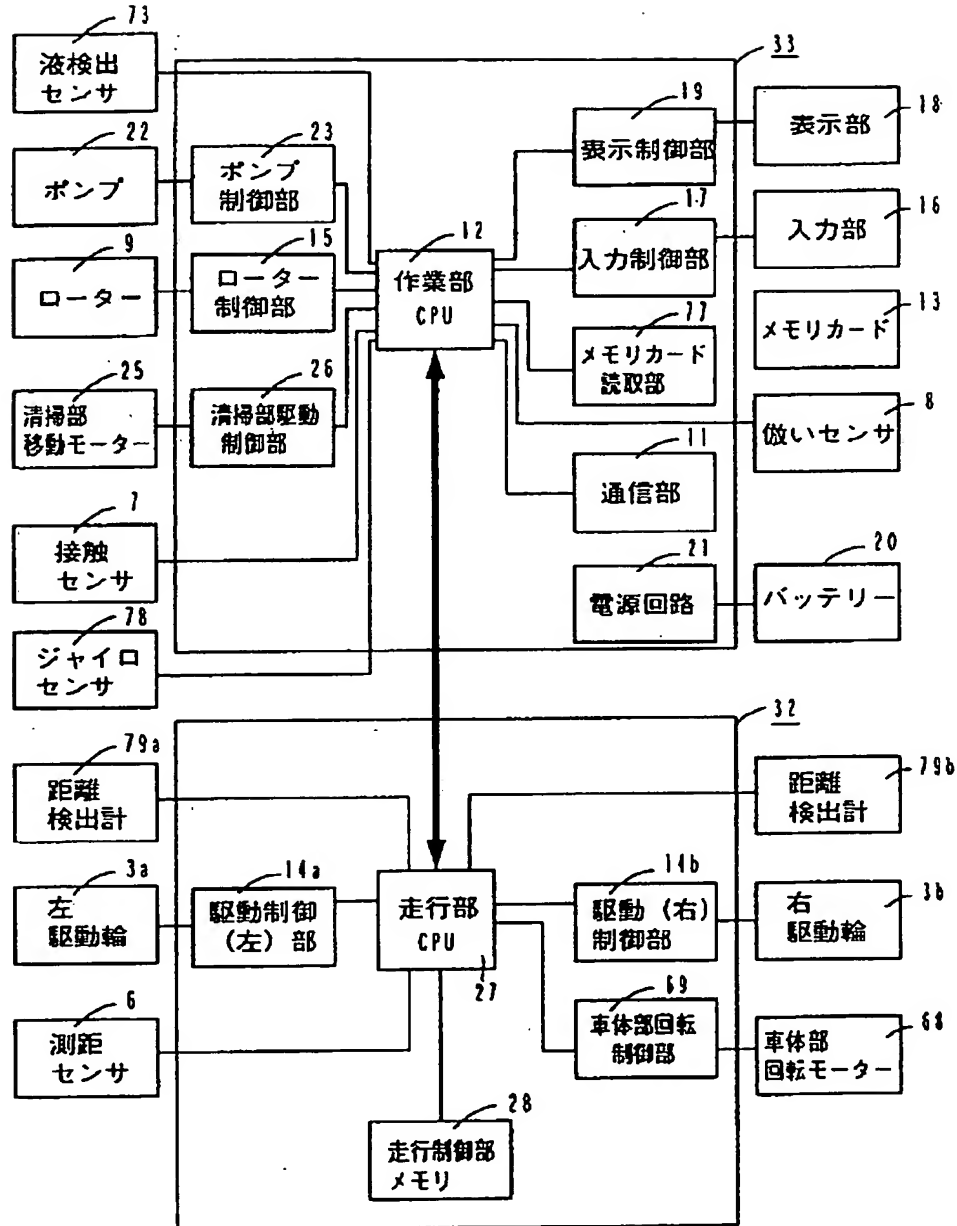 73
液検出
センサ
22
ポンプ
23
ポンプ
制御部
9
ローター
15
ローター
制御部
25
清掃部
移動モーター
26
清掃部駆動
制御部
7
接触
センサ
78
ジャイロ
センサ
12
作業部
CPU
33
19
表示制御部
18
表示部
17
入力制御部
16
入力部
77
メモリカード
読取部
13
メモリカード
8
倣いセンサ
11
通信部
21
電源回路
20
バッテリー
32
79a
距離
検出計
79b
距離
検出計
3a
左
駆動輪
14a
駆動制御
(左)部
走行部
CPU
27
14b
駆動(右)
制御部
3b
右
駆動輪
6
測距
センサ
69
車体部回転
制御部
68
車体部
回転モーター
28
走行制御部
メモリ